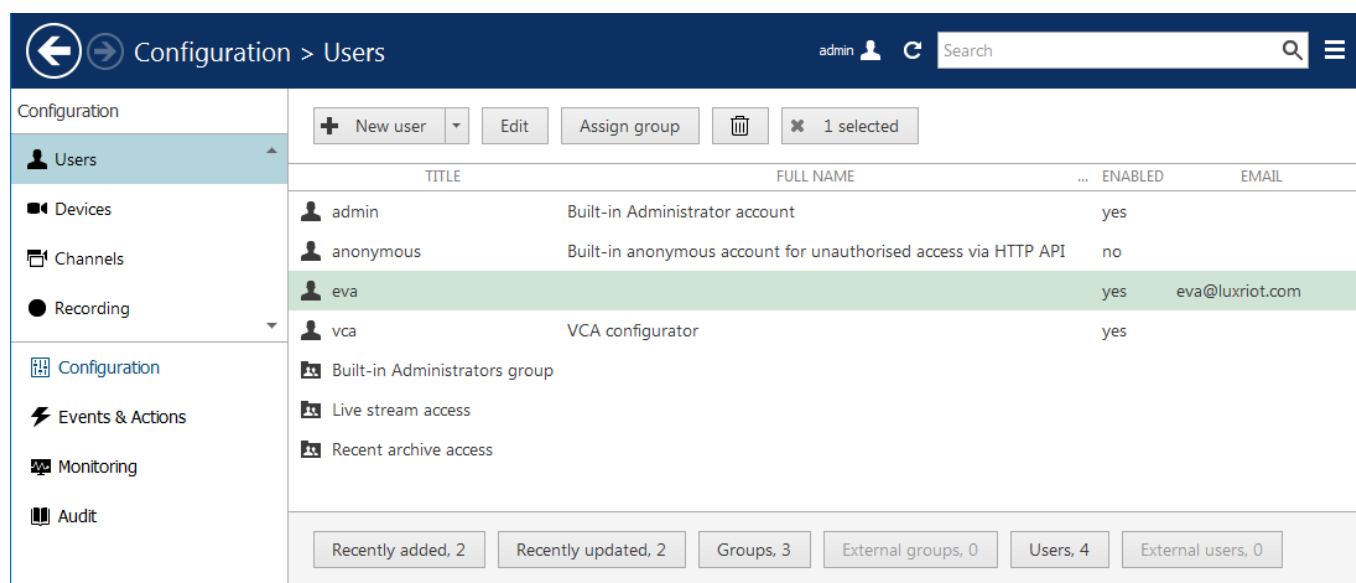 Configuration > Users
admin
Search
Configuration
Users
Devices
Channels
Recording
Configuration
Events & Actions
Monitoring
Audit
New user Edit Assign group 1 selected
TITLE FULL NAME ... ENABLED EMAIL
admin Built-in Administrator account yes
anonymous Built-in anonymous account for unauthorised access via HTTP API no
eva yes eva@luxriot.com
vca VCA configurator yes
Built-in Administrators group
Live stream access
Recent archive access
Recently added, 2 Recently updated, 2 Groups, 3 External groups, 0 Users, 4 External users, 0